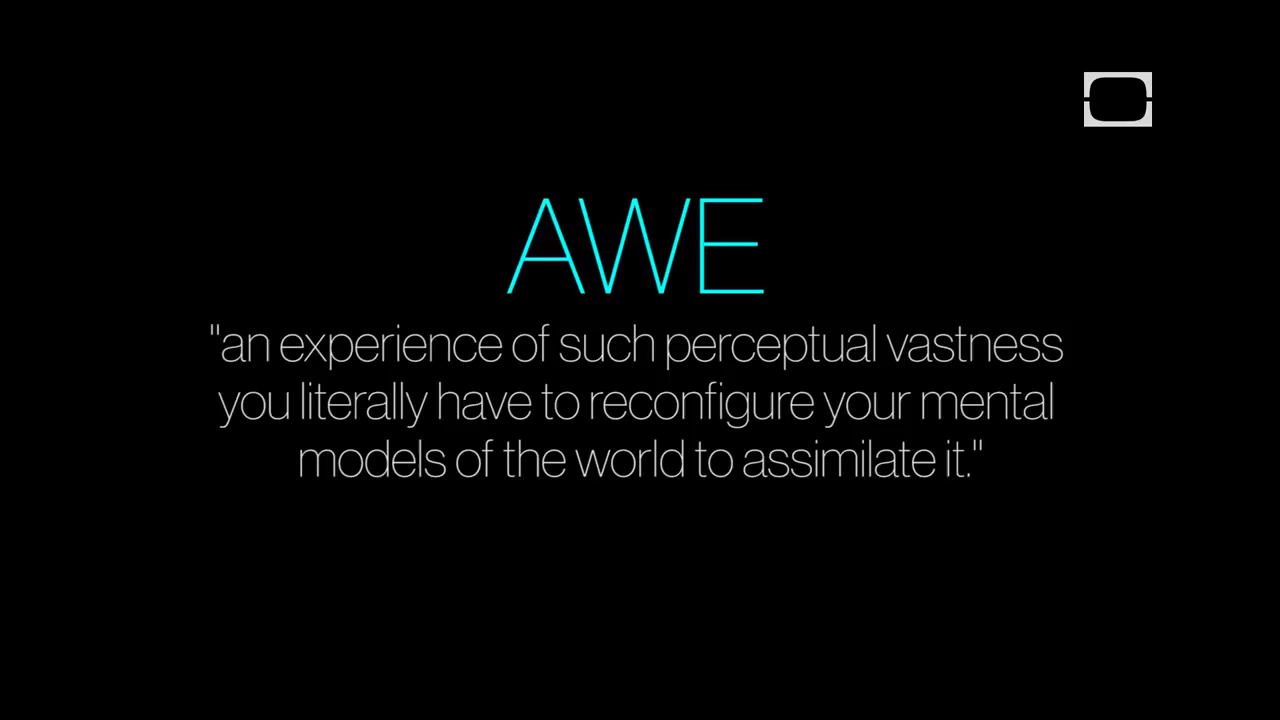 AWE
"an experience of such perceptual vastness
you literally have to reconfigure your mental
models of the world to assimilate it."